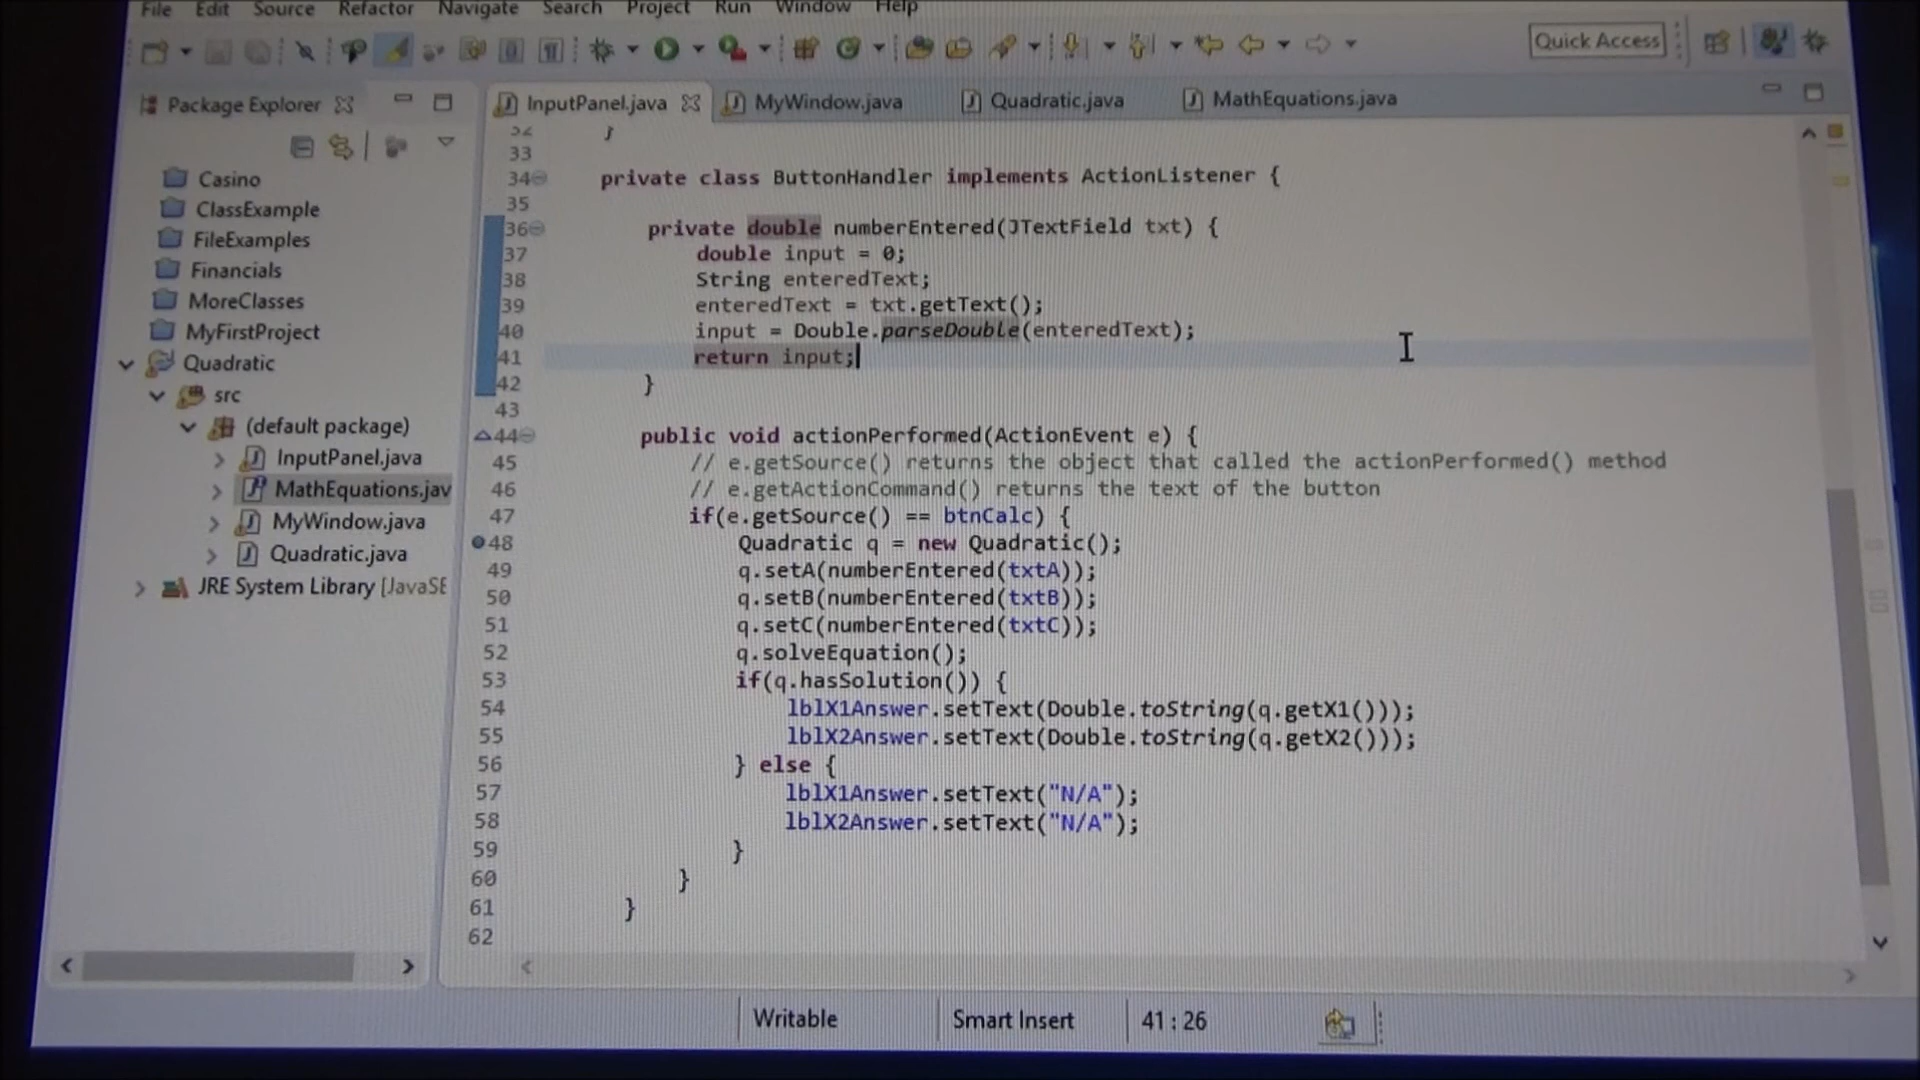 File Edit Source Refactor Navigate Search Project Run Window Help
Quick Access
Package Explorer
InputPanel.java MyWindow.java Quadratic.java MathEquations.java
Casino
ClassExample
FileExamples
Financials
MoreClasses
MyFirstProject
Quadratic
src
(default package)
InputPanel.java
MathEquations.jav
MyWindow.java
Quadratic.java
JRE System Library [JavaSE
32 }
33
34 private class ButtonHandler implements ActionListener {
35
36 private double numberEntered(JTextField txt) {
37 double input = 0;
38 String enteredText;
39 enteredText = txt.getText();
40 input = Double.parseDouble(enteredText);
41 return input;
42 }
43
44 public void actionPerformed(ActionEvent e) {
45 // e.getSource() returns the object that called the actionPerformed() method
46 // e.getActionCommand() returns the text of the button
47 if(e.getSource() == btnCalc) {
48 Quadratic q = new Quadratic();
49 q.setA(numberEntered(txtA));
50 q.setB(numberEntered(txtB));
51 q.setC(numberEntered(txtC));
52 q.solveEquation();
53 if(q.hasSolution()) {
54 lblX1Answer.setText(Double.toString(q.getX1()));
55 lblX2Answer.setText(Double.toString(q.getX2()));
56 } else {
57 lblX1Answer.setText("N/A");
58 lblX2Answer.setText("N/A");
59 }
60 }
61 }
62
Writable Smart Insert 41 : 26